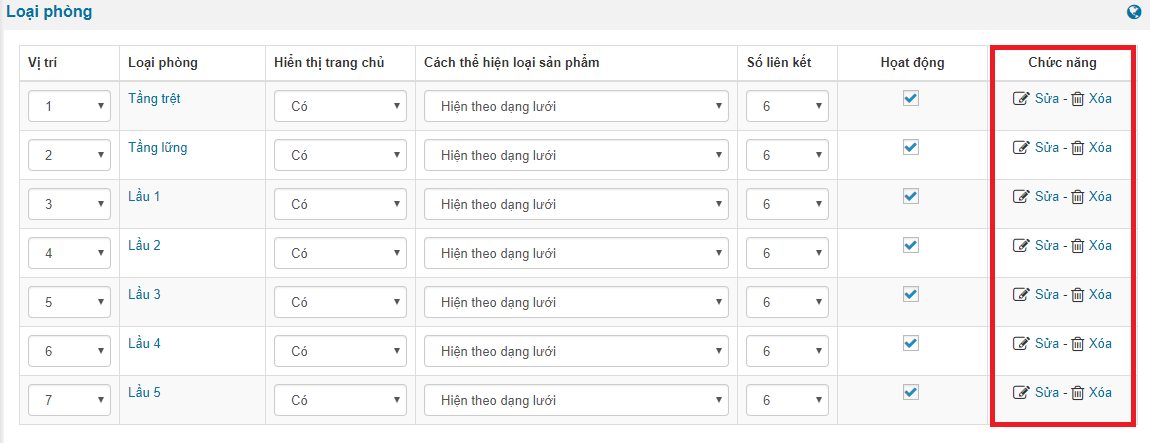 Loại phòng
Vị trí Loại phòng Hiển thị trang chủ Cách thể hiện loại sản phẩm Số liên kết Họat động Chức năng
1 Tầng trệt Có Hiện theo dạng lưới 6 Sửa - Xóa
2 Tầng lững Có Hiện theo dạng lưới 6 Sửa - Xóa
3 Lầu 1 Có Hiện theo dạng lưới 6 Sửa - Xóa
4 Lầu 2 Có Hiện theo dạng lưới 6 Sửa - Xóa
5 Lầu 3 Có Hiện theo dạng lưới 6 Sửa - Xóa
6 Lầu 4 Có Hiện theo dạng lưới 6 Sửa - Xóa
7 Lầu 5 Có Hiện theo dạng lưới 6 Sửa - Xóa